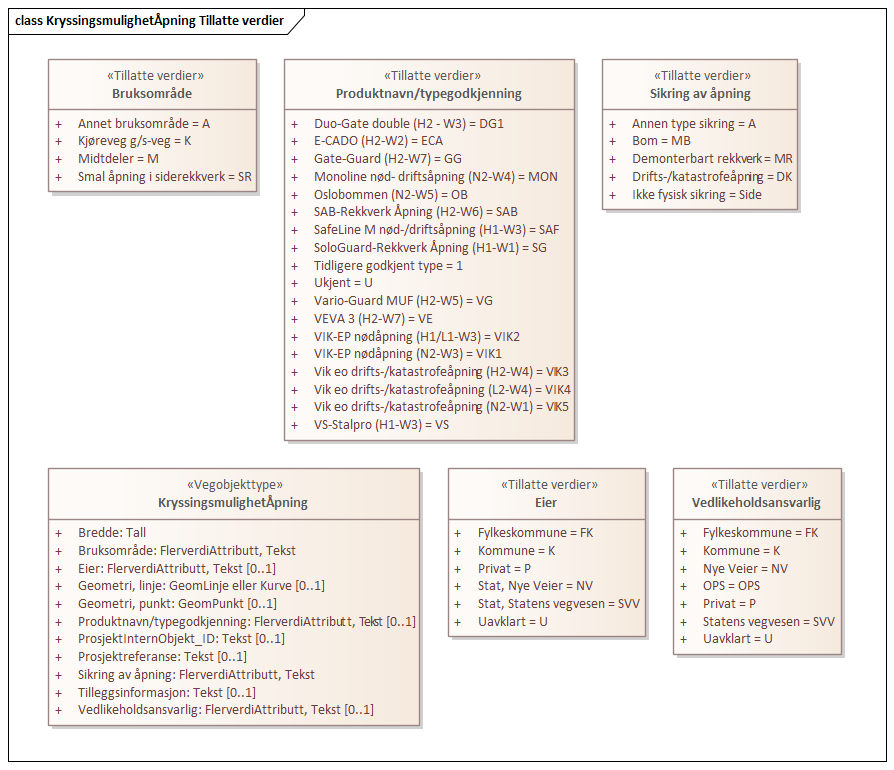 class KryssingsmulighetÅpning Tillatte verdier
«Tillatte verdier»
Bruksområde
+ Annet bruksområde = A
+ Kjøreveg g/s-veg = K
+ Midtdeler = M
+ Smal åpning i siderekkverk = SR
«Tillatte verdier»
Produktnavn/typegodkjenning
+ Duo-Gate double (H2 - W3) = DG1
+ E-CADO (H2-W2) = ECA
+ Gate-Guard (H2-W7) = GG
+ Monoline nød- driftsåpning (N2-W4) = MON
+ Oslobommen (N2-W5) = OB
+ SAB-Rekkverk Åpning (H2-W6) = SAB
+ SafeLine M nød-/driftsåpning (H1-W3) = SAF
+ SoloGuard-Rekkverk Åpning (H1-W1) = SG
+ Tidligere godkjent type = 1
+ Ukjent = U
+ Vario-Guard MUF (H2-W5) = VG
+ VEVA 3 (H2-W7) = VE
+ VIK-EP nødåpning (H1/L1-W3) = VIK2
+ VIK-EP nødåpning (N2-W3) = VIK1
+ Vik eo drifts-/katastrofeåpning (H2-W4) = VIK3
+ Vik eo drifts-/katastrofeåpning (L2-W4) = VIK4
+ Vik eo drifts-/katastrofeåpning (N2-W1) = VIK5
+ VS-Stalpro (H1-W3) = VS
«Tillatte verdier»
Sikring av åpning
+ Annen type sikring = A
+ Bom = MB
+ Demonterbart rekkverk = MR
+ Drifts-/katastrofeåpning = DK
+ Ikke fysisk sikring = Side
«Vegobjekttype»
KryssingsmulighetÅpning
+ Bredde: Tall
+ Bruksområde: FlerverdiAttributt, Tekst
+ Eier: FlerverdiAttributt, Tekst [0..1]
+ Geometri, linje: GeomLinje eller Kurve [0..1]
+ Geometri, punkt: GeomPunkt [0..1]
+ Produktnavn/typegodkjenning: FlerverdiAttributt, Tekst [0..1]
+ ProsjektInternObjekt_ID: Tekst [0..1]
+ Prosjektreferanse: Tekst [0..1]
+ Sikring av åpning: FlerverdiAttributt, Tekst
+ Tilleggsinformasjon: Tekst [0..1]
+ Vedlikeholdsansvarlig: FlerverdiAttributt, Tekst [0..1]
«Tillatte verdier»
Eier
+ Fylkeskommune = FK
+ Kommune = K
+ Privat = P
+ Stat, Nye Veier = NV
+ Stat, Statens vegvesen = SVV
+ Uavklart = U
«Tillatte verdier»
Vedlikeholdsansvarlig
+ Fylkeskommune = FK
+ Kommune = K
+ Nye Veier = NV
+ OPS = OPS
+ Privat = P
+ Statens vegvesen = SVV
+ Uavklart = U